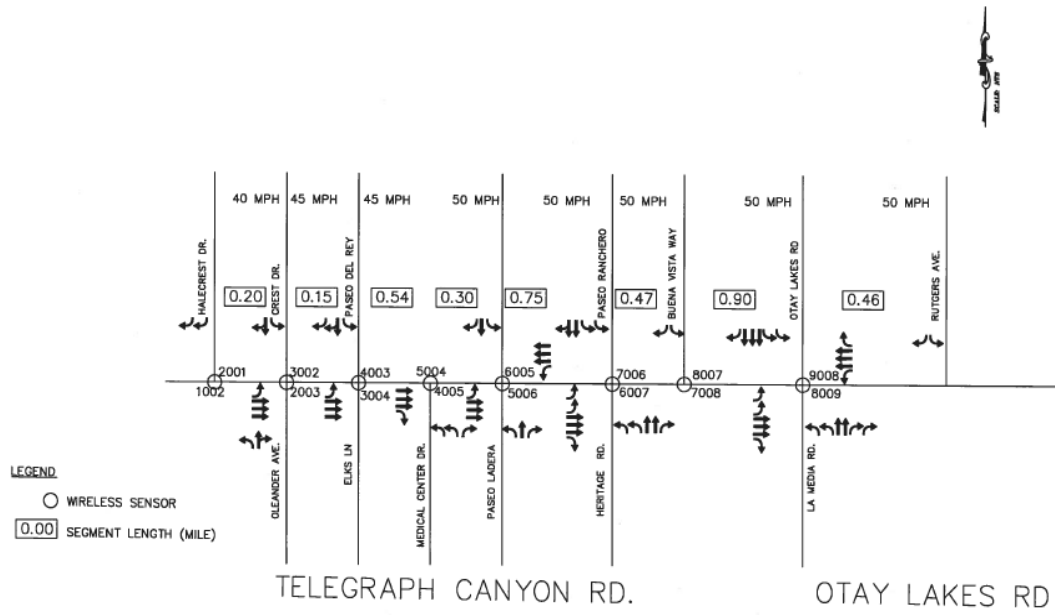 SCALE: NTS
40 MPH
45 MPH
45 MPH
50 MPH
50 MPH
50 MPH
50 MPH
50 MPH
HALECREST DR.
CREST DR.
PASEO DEL REY
PASEO RANCHERO
BUENA VISTA WAY
OTAY LAKES RD
RUTGERS AVE.
0.20
0.15
0.54
0.30
0.75
0.47
0.90
0.46
2001
3002
4003
5004
6005
7006
8007
9008
1002
2003
3004
4005
5006
6007
7008
8009
OLEANDER AVE.
ELKS LN
MEDICAL CENTER DR.
PASEO LADERA
HERITAGE RD.
LA MEDIA RD.
LEGEND
WIRELESS SENSOR
0.00 SEGMENT LENGTH (MILE)
TELEGRAPH CANYON RD.
OTAY LAKES RD